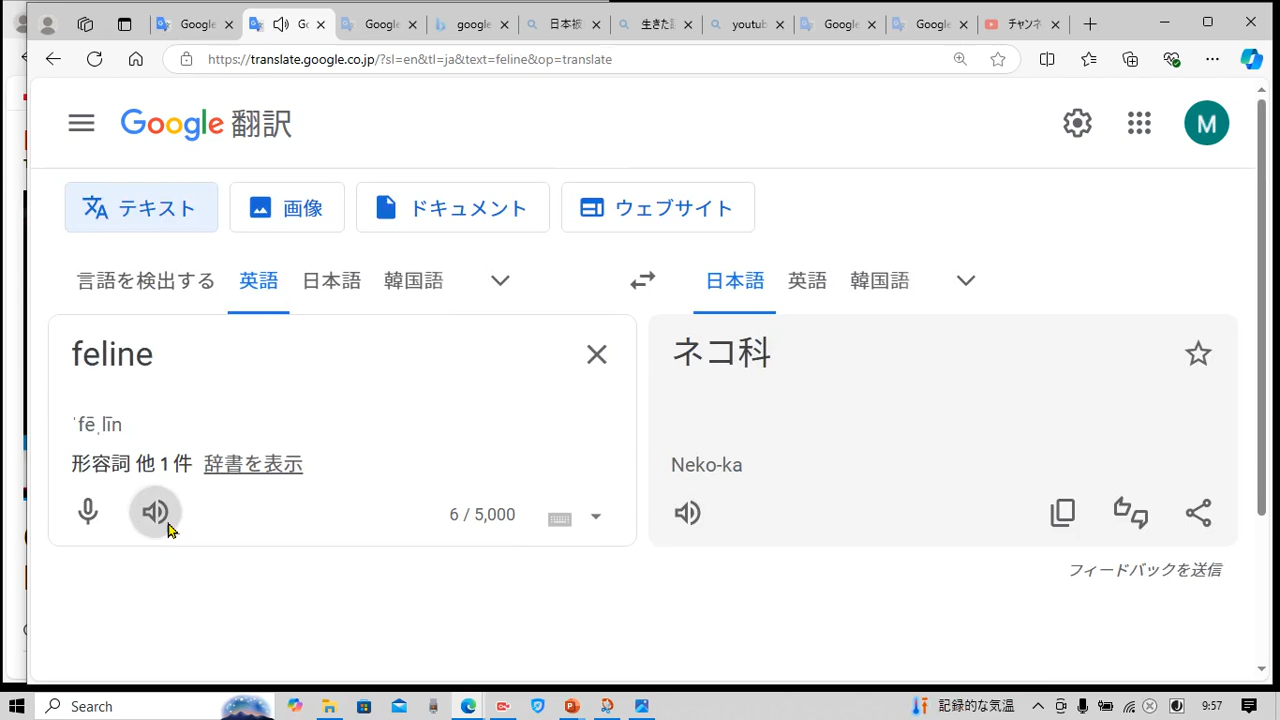 Google
G
Google
google
日本被
生きた
youtub
Google
Google
チャンネ
https://translate.google.co.jp/?sl=en&tl=ja&text=feline&op=translate
Google 翻訳
M
テキスト 画像 ドキュメント ウェブサイト
言語を検出する 英語 日本語 韓国語
日本語 英語 韓国語
feline
ネコ科
ˈfēˌlīn
形容詞 他 1 件 辞書を表示
Neko-ka
6 / 5,000
フィードバックを送信
Search
記録的な気温
9:57